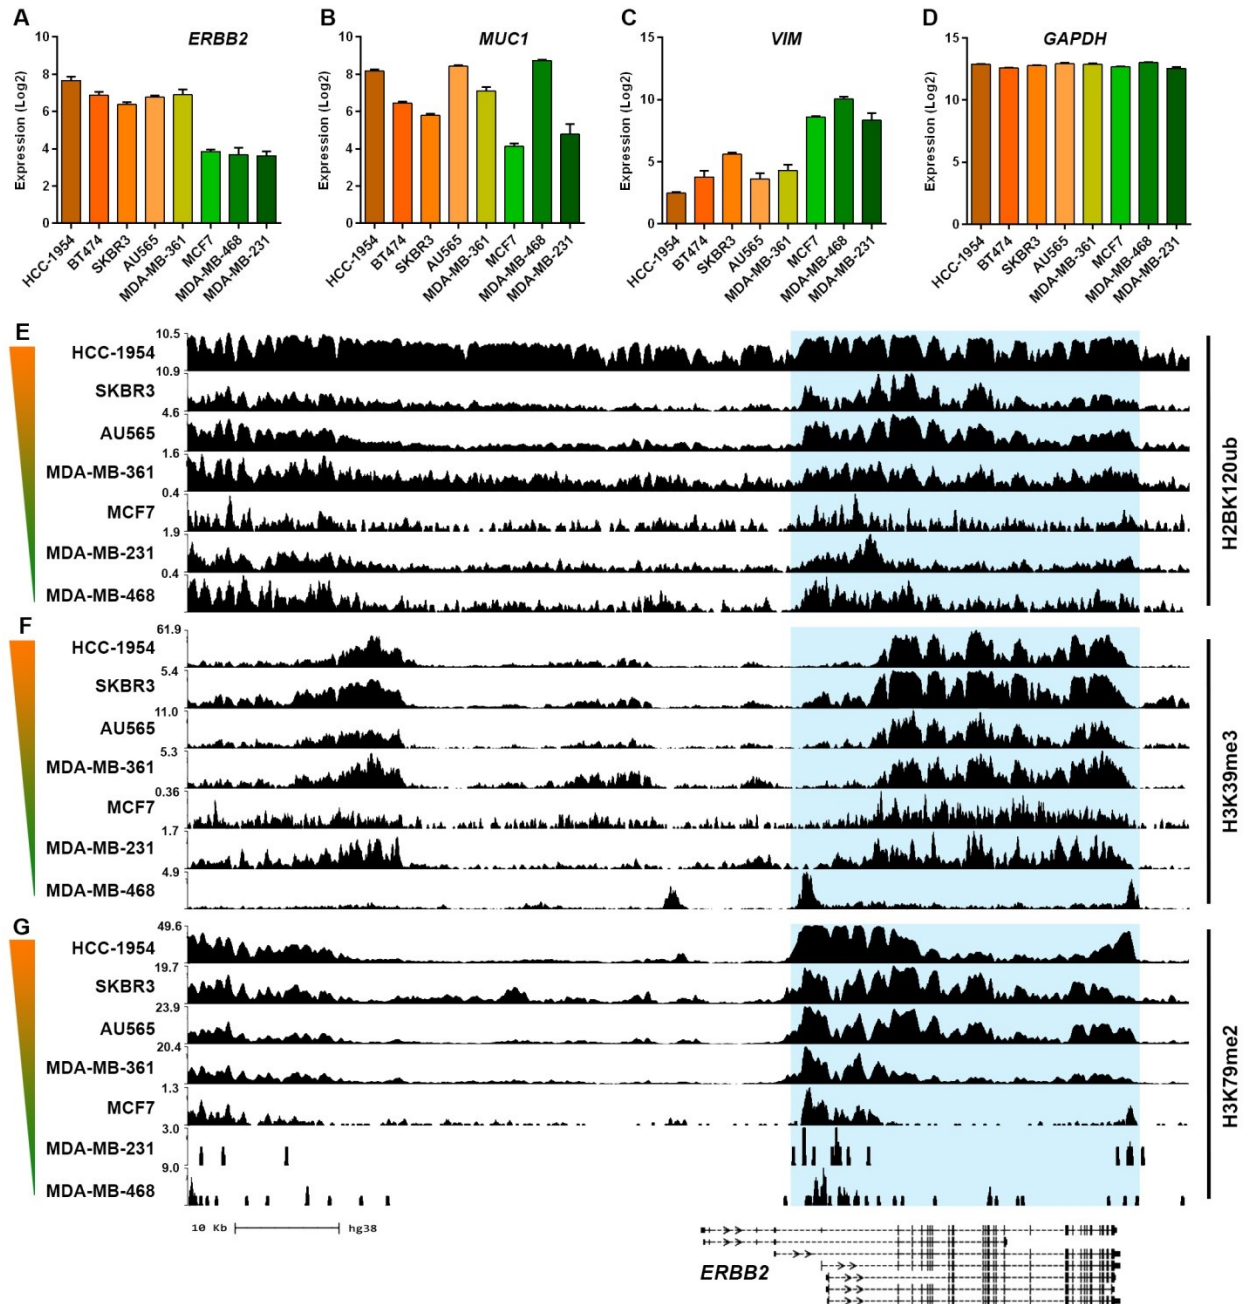 A
ERBB2
Expression (Log2)
10
8
6
4
2
0
HCC-1954
BT474
SKBR3
AU565
MDA-MB-361
MCF7
MDA-MB-468
MDA-MB-231
B
MUC1
Expression (Log2)
10
8
6
4
2
0
HCC-1954
BT474
SKBR3
AU565
MDA-MB-361
MCF7
MDA-MB-468
MDA-MB-231
C
VIM
Expression (Log2)
15
10
5
0
HCC-1954
BT474
SKBR3
AU565
MDA-MB-361
MCF7
MDA-MB-468
MDA-MB-231
D
GAPDH
Expression (Log2)
15
10
5
0
HCC-1954
BT474
SKBR3
AU565
MDA-MB-361
MCF7
MDA-MB-468
MDA-MB-231
E
10.5
HCC-1954
10.9
SKBR3
4.6
AU565
1.6
MDA-MB-361
0.4
MCF7
1.9
MDA-MB-231
0.4
MDA-MB-468
H2BK120ub
F
61.9
HCC-1954
5.4
SKBR3
11.0
AU565
5.3
MDA-MB-361
0.36
MCF7
1.7
MDA-MB-231
4.9
MDA-MB-468
H3K39me3
G
49.6
HCC-1954
19.7
SKBR3
23.9
AU565
20.4
MDA-MB-361
1.3
MCF7
3.0
MDA-MB-231
9.0
MDA-MB-468
H3K79me2
10 Kb hg38
ERBB2